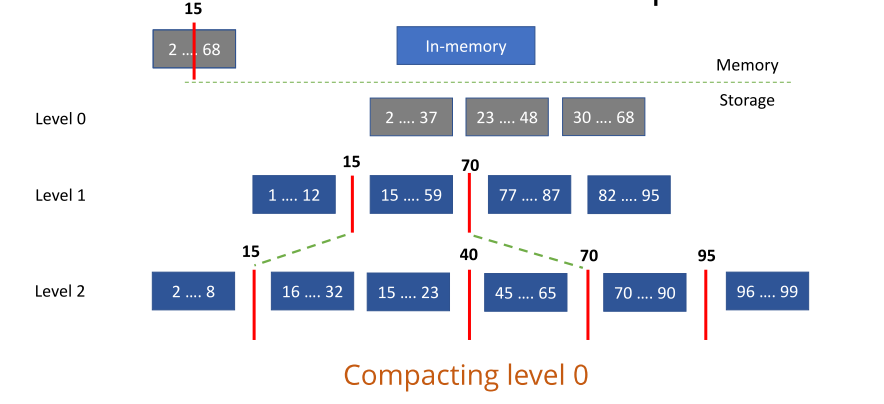 15
2 .... 68
In-memory
Memory
Storage
Level 0
2 .... 37
23 .... 48
30 .... 68
15
70
Level 1
1 .... 12
15 .... 59
77 .... 87
82 .... 95
15
40
70
95
Level 2
2 .... 8
16 .... 32
15 .... 23
45 .... 65
70 .... 90
96 .... 99
Compacting level 0